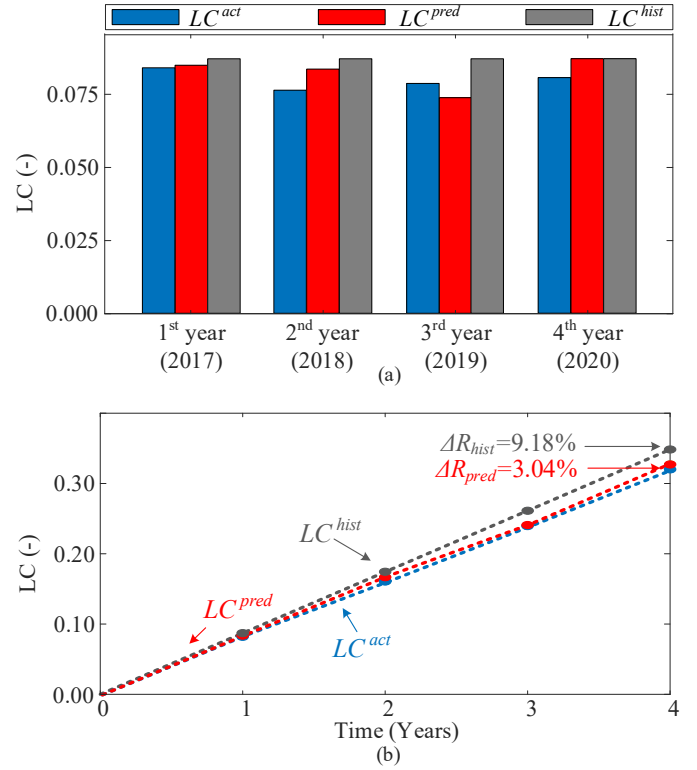 LC^act LC^pred LC^hist
0.075
0.050
0.025
0.000
LC (-)
1st year 2nd year 3rd year 4th year
(2017) (2018) (2019) (2020)
(a)
0.30
0.20
0.10
0.00
LC (-)
ΔR_hist=9.18%
ΔR_pred=3.04%
LC^hist
LC^pred
LC^act
0 1 2 3 4
Time (Years)
(b)